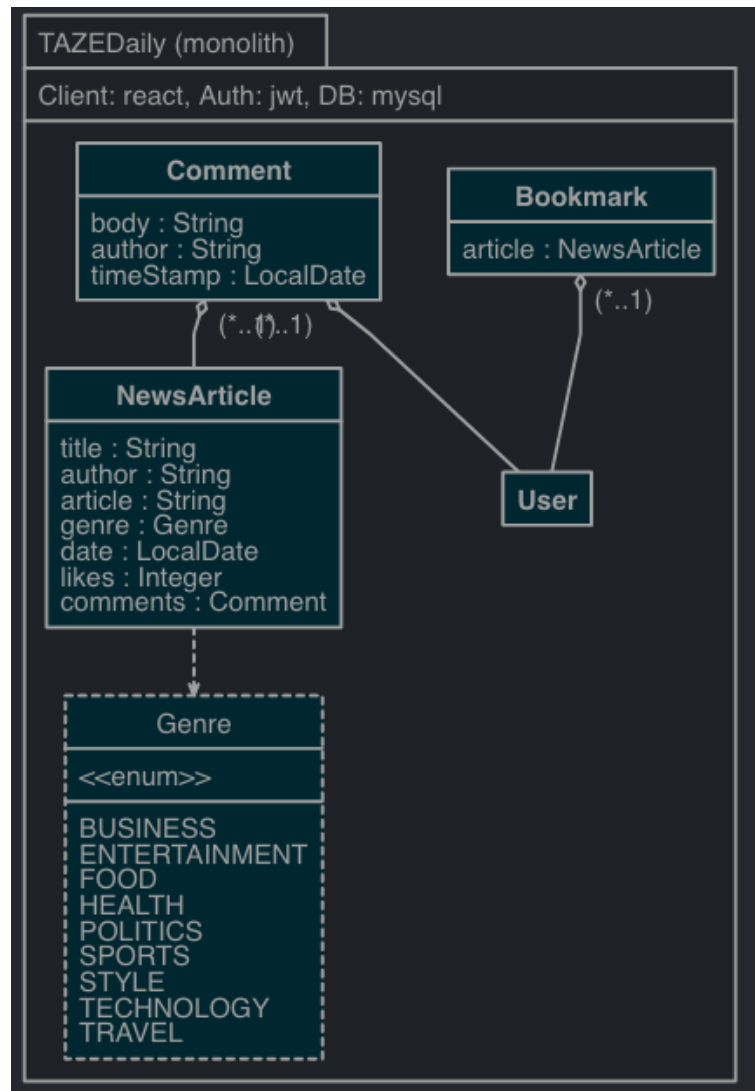 TAZEDaily (monolith)
Client: react, Auth: jwt, DB: mysql
Comment
body : String
author : String
timeStamp : LocalDate
Bookmark
article : NewsArticle
(*..1)
(*..1)
(*..1)
NewsArticle
title : String
author : String
article : String
genre : Genre
date : LocalDate
likes : Integer
comments : Comment
User
Genre
<<enum>>
BUSINESS
ENTERTAINMENT
FOOD
HEALTH
POLITICS
SPORTS
STYLE
TECHNOLOGY
TRAVEL